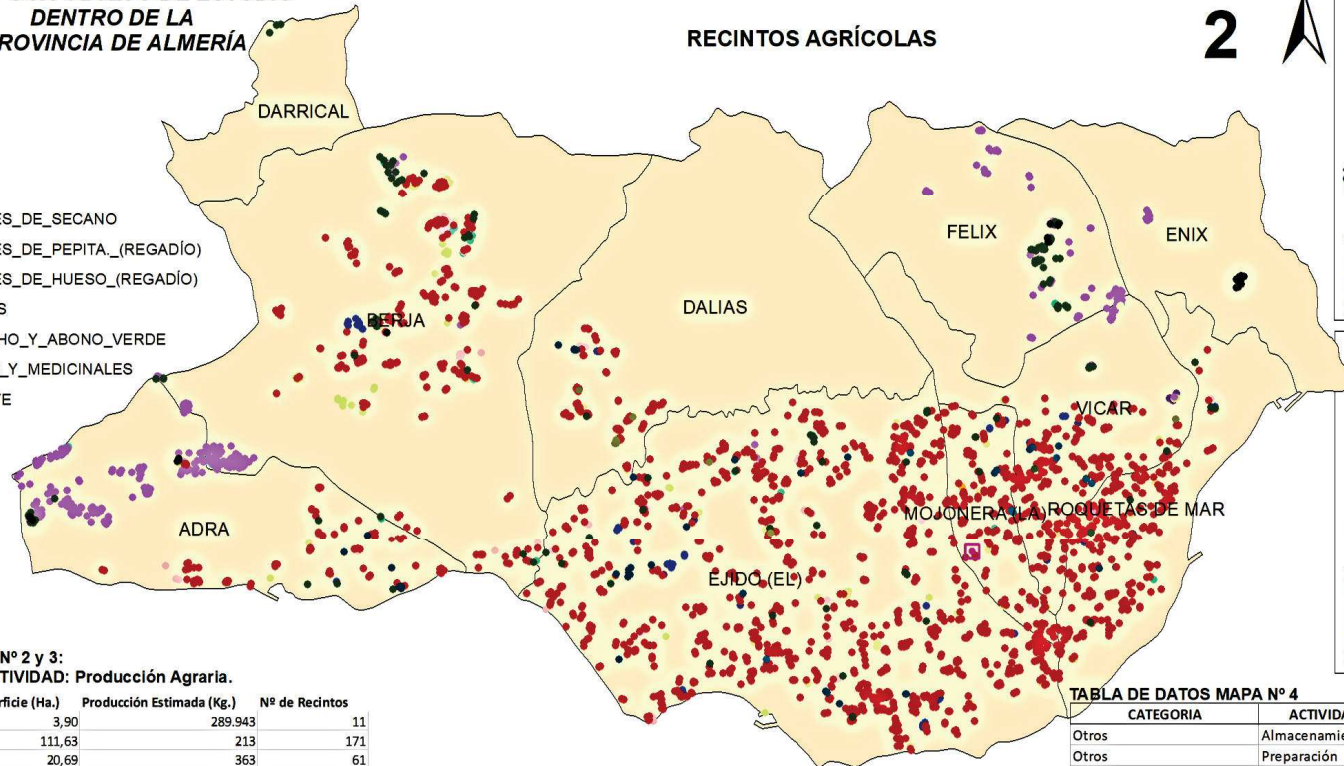 DENTRO DE LA
ROVINCIA DE ALMERÍA
RECINTOS AGRÍCOLAS
2
DARRICAL
FELIX
ENIX
DALIAS
BERJA
VICAR
ADRA
MOJONERA (LA)
ROQUETAS DE MAR
EJIDO (EL)
ES_DE_SECANO
ES_DE_PEPITA._(REGADÍO)
ES_DE_HUESO_(REGADÍO)
S
HO_Y_ABONO_VERDE
_Y_MEDICINALES
E
Nº 2 y 3:
TIVIDAD: Producción Agraria.
rficie (Ha.) Producción Estimada (Kg.) Nº de Recintos
3,90 289.943 11
111,63 213 171
20,69 363 61
TABLA DE DATOS MAPA Nº 4
CATEGORIA ACTIVIDA
Otros Almacenamie
Otros Preparación